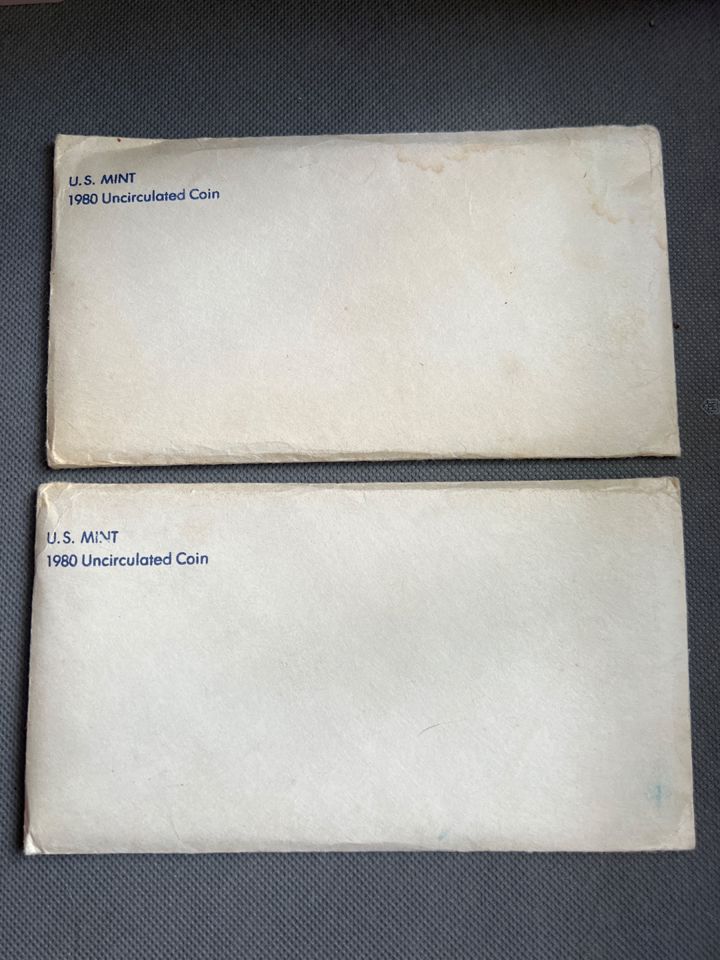 U.S. MINT
1980 Uncirculated Coin
U.S. MINT
1980 Uncirculated Coin